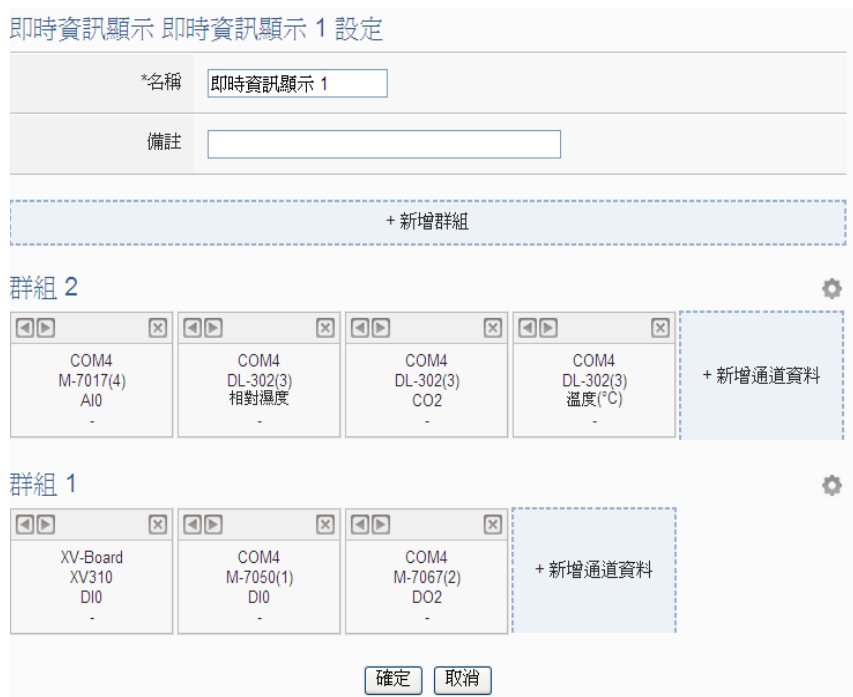 即時資訊顯示 即時資訊顯示 1 設定
*名稱 即時資訊顯示 1
備註
+ 新增群組
群組 2
COM4
M-7017(4)
AI0
-
COM4
DL-302(3)
相對濕度
-
COM4
DL-302(3)
CO2
-
COM4
DL-302(3)
溫度(°C)
-
+ 新增通道資料
群組 1
XV-Board
XV310
DI0
-
COM4
M-7050(1)
DI0
-
COM4
M-7067(2)
DO2
-
+ 新增通道資料
確定 取消